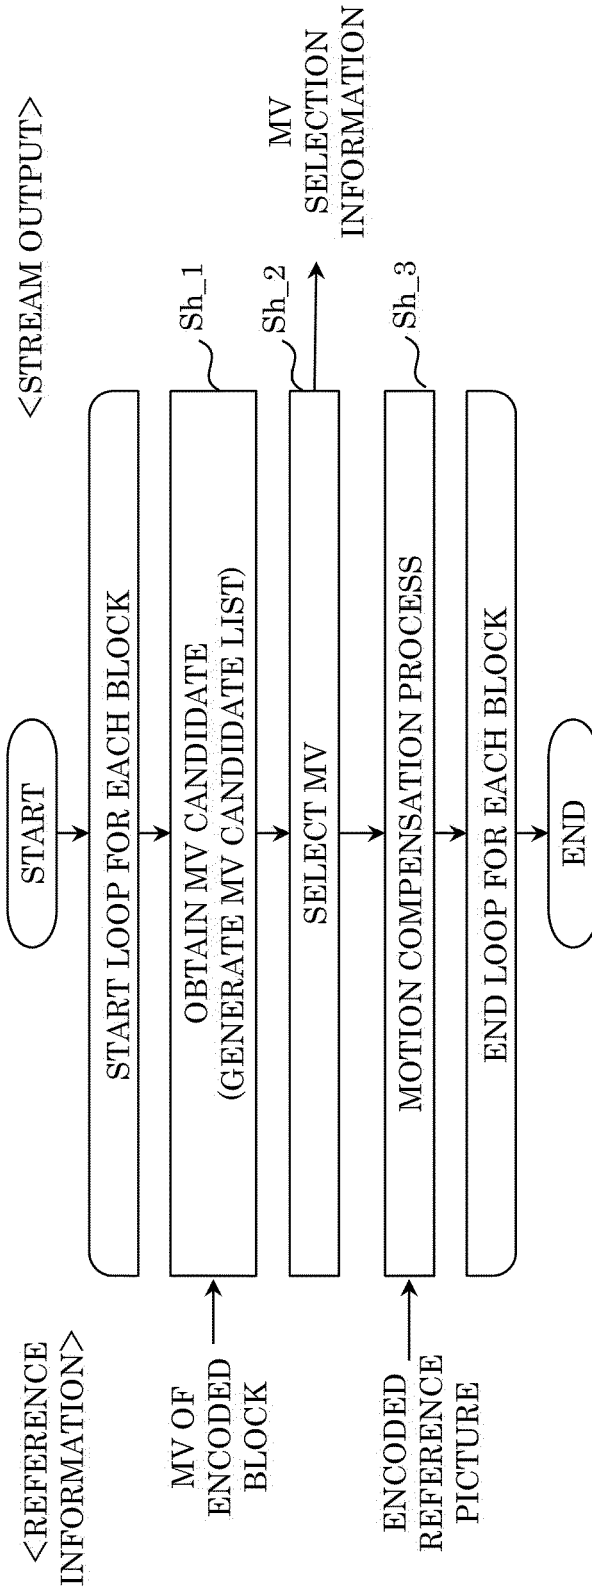 <REFERENCE
INFORMATION>
<STREAM OUTPUT>
START
START LOOP FOR EACH BLOCK
MV OF
ENCODED
BLOCK
OBTAIN MV CANDIDATE
(GENERATE MV CANDIDATE LIST)
Sh_1
SELECT MV
Sh_2
MV
SELECTION
INFORMATION
ENCODED
REFERENCE
PICTURE
MOTION COMPENSATION PROCESS
Sh_3
END LOOP FOR EACH BLOCK
END